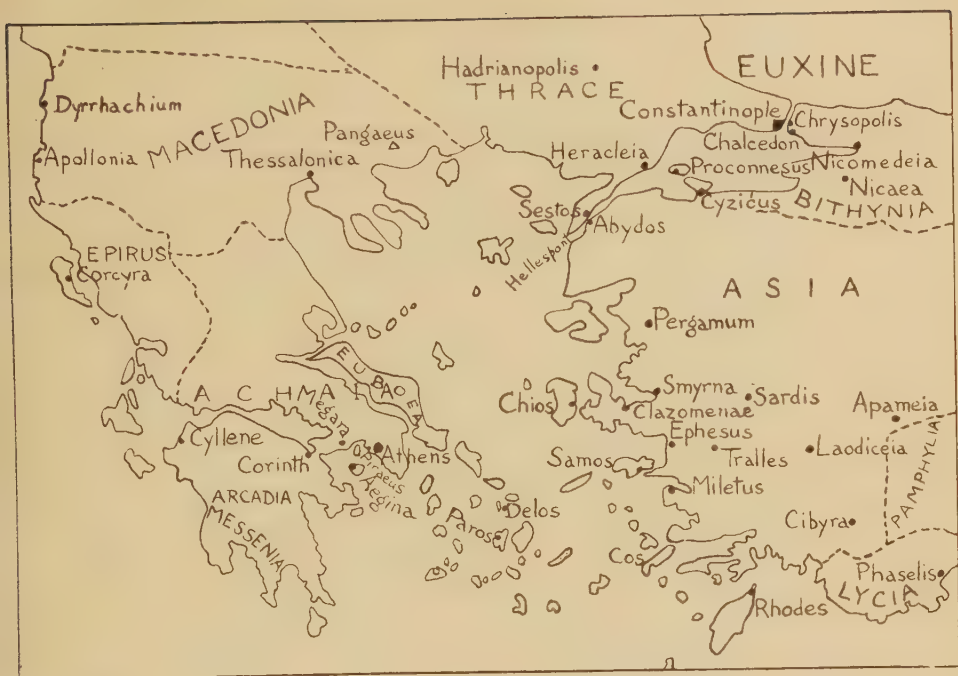 EUXINE
Hadrianopolis
THRACE
Dyrrhachium
Constantinople
Chrysopolis
MACEDONIA
Pangaeus
Chalcedon
Apollonia
Thessalonica
Heracleia
Proconnesus
Nicomedeia
Nicaea
Sestos
Cyzicus
BITHYNIA
Abydos
EPIRUS
Hellespont
Corcyra
ASIA
Pergamum
EUBOEA
ACHAIA
Megara
Smyrna
Sardis
Chios
Clazomenae
Apameia
Cyllene
Ephesus
Athens
Corinth
Piraeus
Samos
Tralles
Laodiceia
Aegina
PAMPHYLIA
ARCADIA
Miletus
MESSENIA
Delos
Paros
Cibyra
Cos
Phaselis
LYCIA
Rhodes